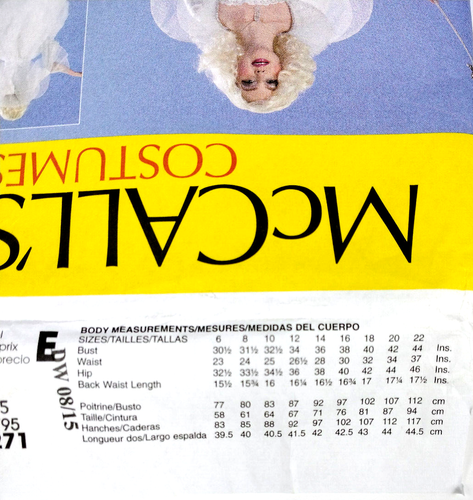 McCALL'S
COSTUMES
BODY MEASUREMENTS/MESURES/MEDIDAS DEL CUERPO
SIZES/TAILLES/TALLAS 6 8 10 12 14 16 18 20 22
Bust 30½ 31½ 32½ 34 36 38 40 42 44 Ins.
Waist 23 24 25 26½ 28 30 32 34 37 Ins.
Hip 32½ 33½ 34½ 36 38 40 42 44 46 Ins.
Back Waist Length 15½ 15¾ 16 16¼ 16½ 16¾ 17 17¼ 17½ Ins.
Poitrine/Busto 77 80 83 87 92 97 102 107 112 cm
Taille/Cintura 58 61 64 67 71 76 81 87 94 cm
Hanches/Caderas 83 85 88 92 97 102 107 112 117 cm
Longueur dos/Largo espalda 39.5 40 40.5 41.5 42 42.5 43 44 44.5 cm
E
DW 08/15
prix
precio
5
95
271